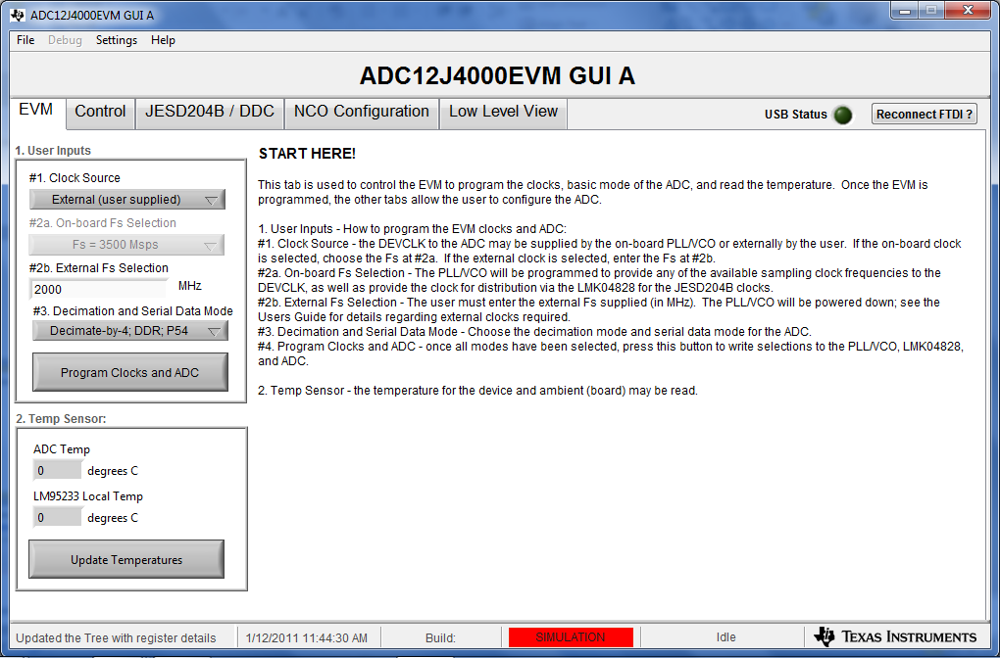 ADC12J4000EVM GUI A
File Debug Settings Help
ADC12J4000EVM GUI A
EVM Control JESD204B / DDC NCO Configuration Low Level View USB Status Reconnect FTDI ?
1. User Inputs
#1. Clock Source
External (user supplied)
#2a. On-board Fs Selection
Fs = 3500 Msps
#2b. External Fs Selection
2000 MHz
#3. Decimation and Serial Data Mode
Decimate-by-4; DDR; P54
Program Clocks and ADC
2. Temp Sensor:
ADC Temp
0 degrees C
LM95233 Local Temp
0 degrees C
Update Temperatures
START HERE!
This tab is used to control the EVM to program the clocks, basic mode of the ADC, and read the temperature. Once the EVM is
programmed, the other tabs allow the user to configure the ADC.
1. User Inputs - How to program the EVM clocks and ADC:
#1. Clock Source - the DEVCLK to the ADC may be supplied by the on-board PLL/VCO or externally by the user. If the on-board clock
is selected, choose the Fs at #2a. If the external clock is selected, enter the Fs at #2b.
#2a. On-board Fs Selection - The PLL/VCO will be programmed to provide any of the available sampling clock frequencies to the
DEVCLK, as well as provide the clock for distribution via the LMK04828 for the JESD204B clocks.
#2b. External Fs Selection - The user must enter the external Fs supplied (in MHz). The PLL/VCO will be powered down; see the
Users Guide for details regarding external clocks required.
#3. Decimation and Serial Data Mode - Choose the decimation mode and serial data mode for the ADC.
#4. Program Clocks and ADC - once all modes have been selected, press this button to write selections to the PLL/VCO, LMK04828,
and ADC.
2. Temp Sensor - the temperature for the device and ambient (board) may be read.
Updated the Tree with register details 1/12/2011 11:44:30 AM Build: SIMULATION Idle TEXAS INSTRUMENTS